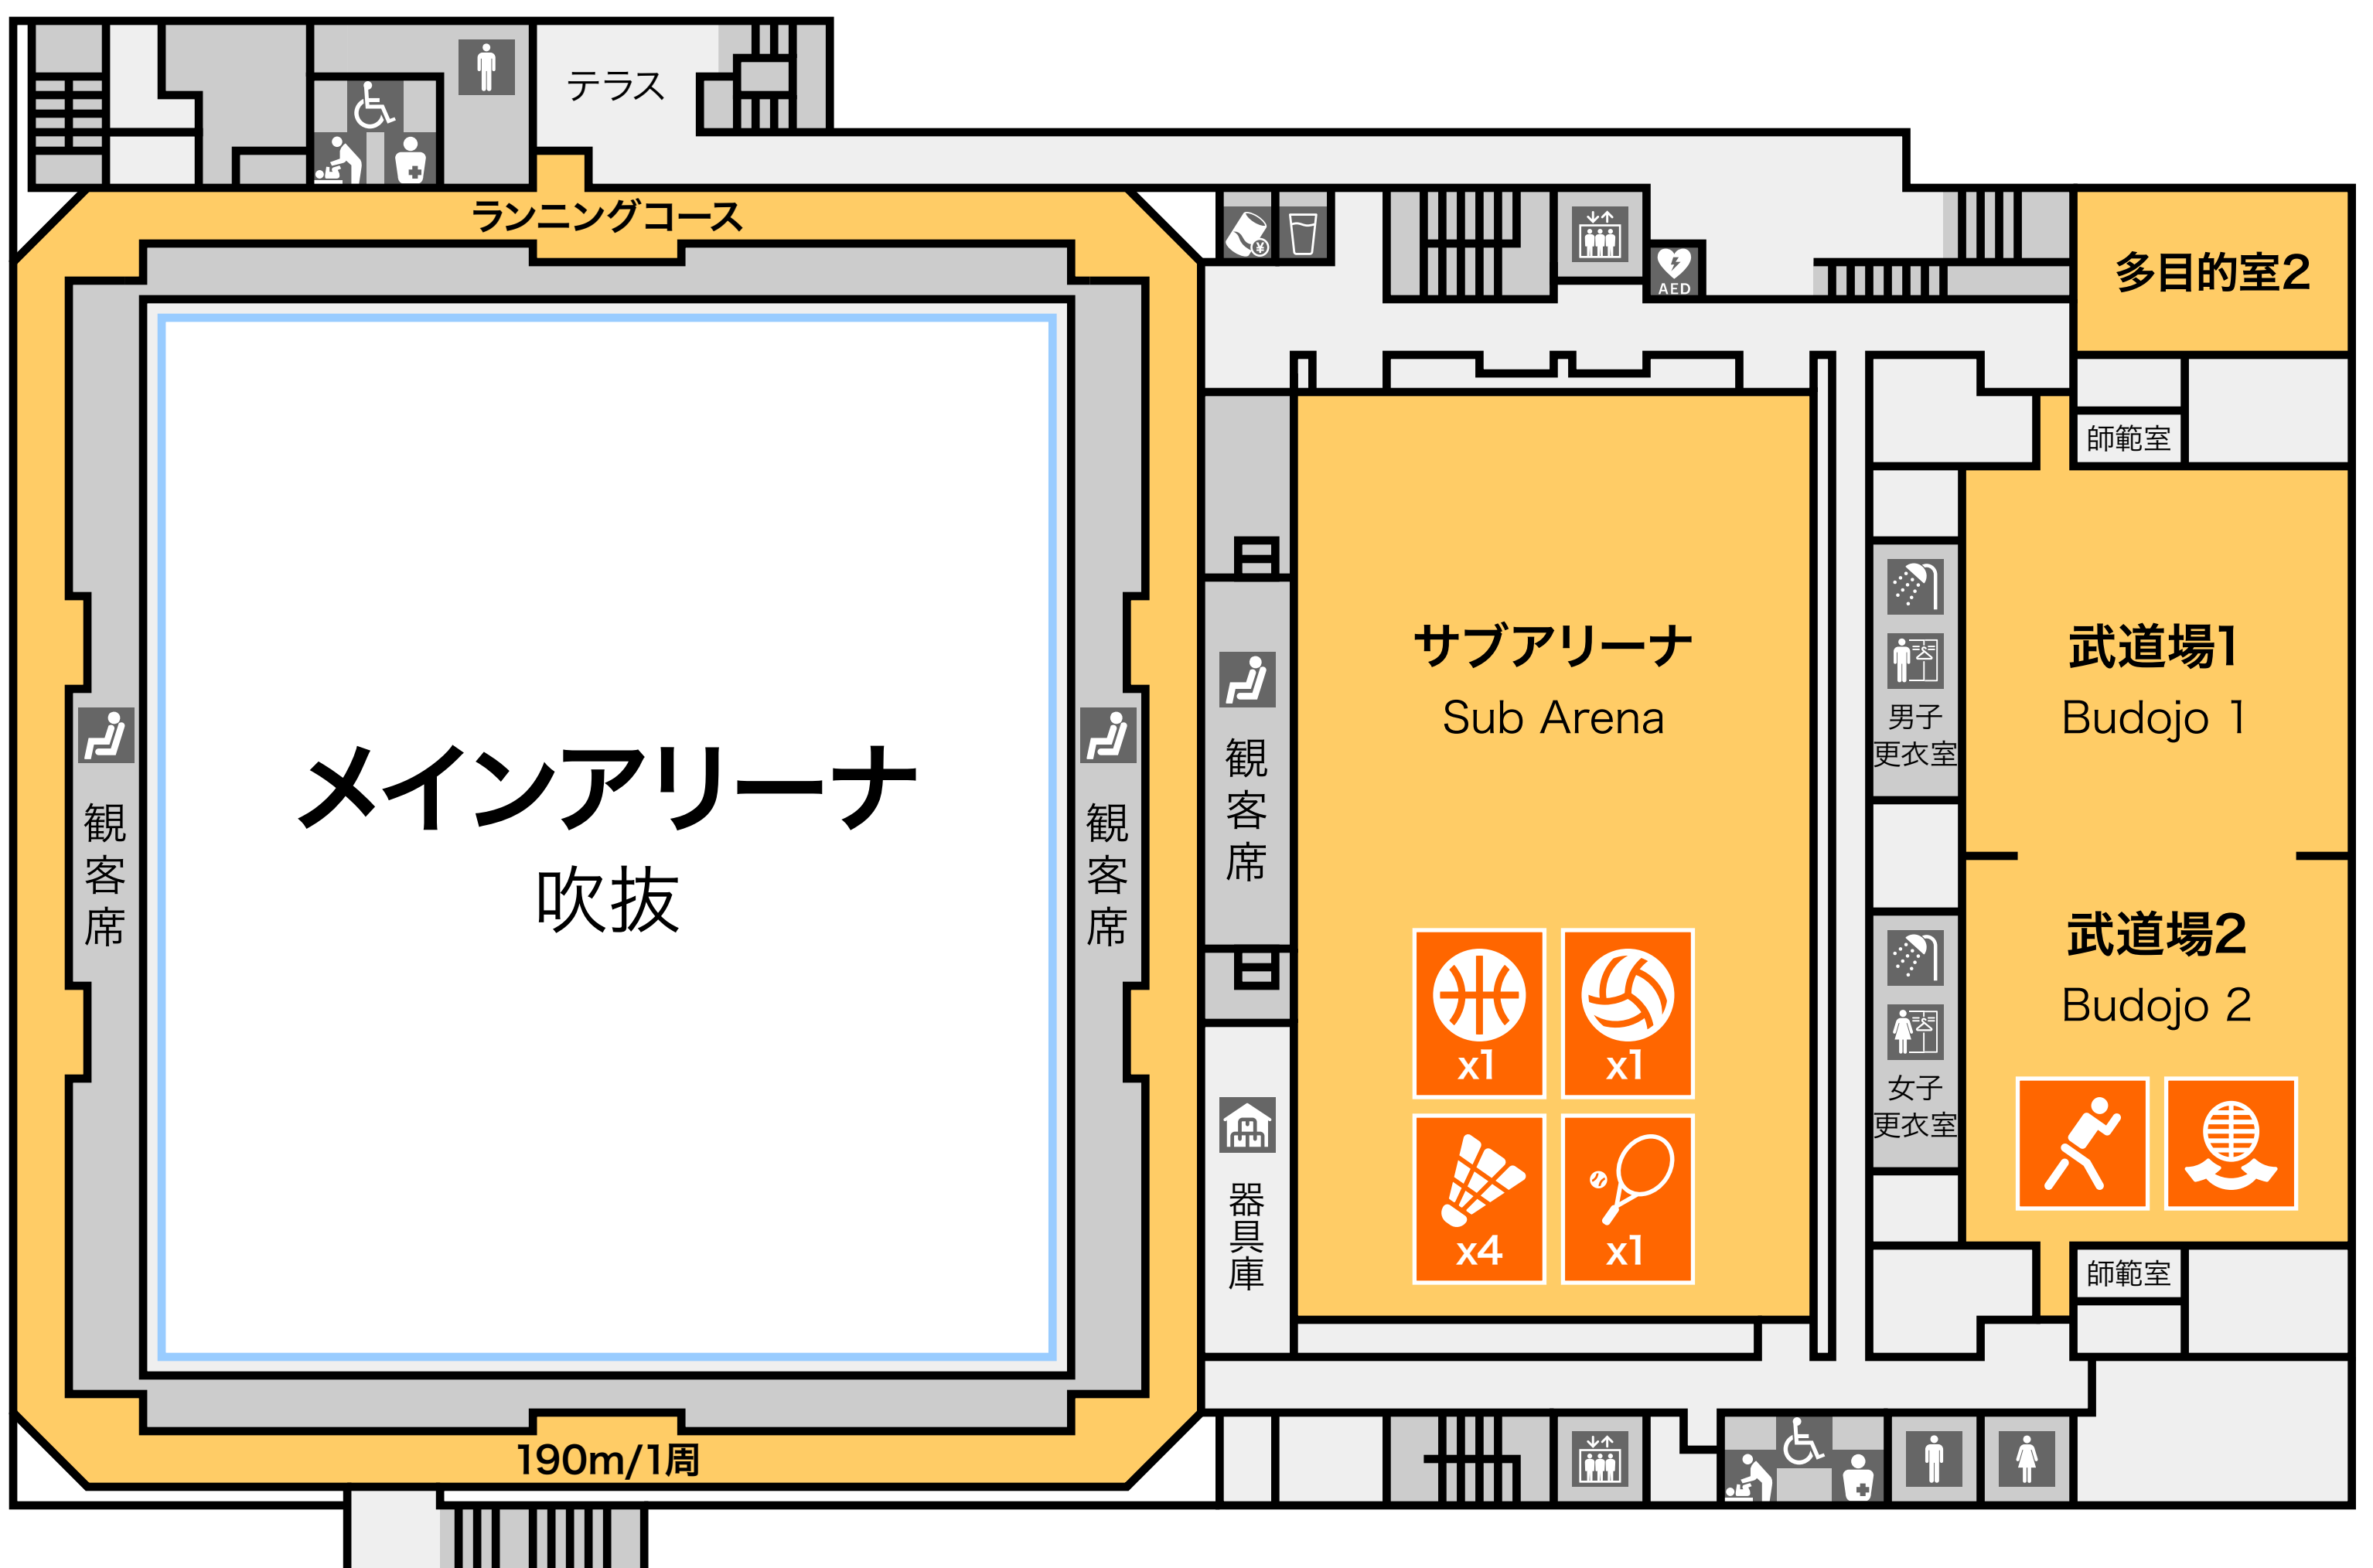 テラス
ランニングコース
AED
多目的室2
師範室
サブアリーナ
Sub Arena
武道場1
Budojo 1
男子
更衣室
メインアリーナ
吹抜
観客席
観客席
観客席
武道場2
Budojo 2
x1
x1
女子
更衣室
器具庫
x4
x1
師範室
190m/1周